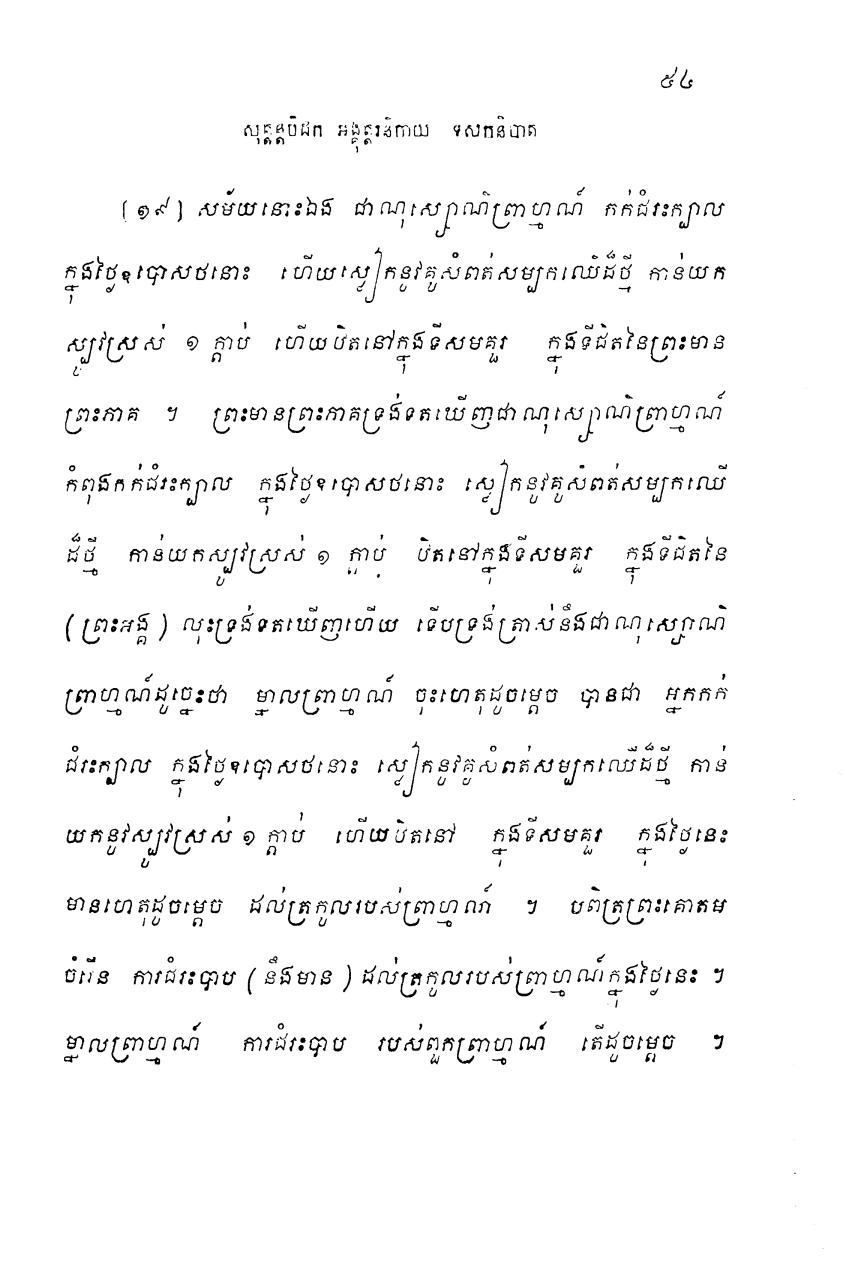 ៥៤
សុត្តន្តបិដក អង្គុត្តរនិកាយ ទសកនិបាត
[១៩] សម័យនោះឯង ជាណុស្សោណិព្រាហ្មណ៍ កក់ជំរះក្បាល
ក្នុងថ្ងៃឧបោសថនោះ ហើយស្លៀកនូវគូសំពត់សម្បកឈើដ៏ថ្មី កាន់យក
ស្បូវស្រស់ ១ ក្តាប់ ហើយឋិតនៅក្នុងទីសមគួរ ក្នុងទីជិតនៃព្រះមាន
ព្រះភាគ ។ ព្រះមានព្រះភាគទ្រង់ទតឃើញជាណុស្សោណិព្រាហ្មណ៍
កំពុងកក់ជំរះក្បាល ក្នុងថ្ងៃឧបោសថនោះ ស្លៀកនូវគូសំពត់សម្បកឈើ
ដ៏ថ្មី កាន់យកស្បូវស្រស់ ១ ក្តាប់ ឋិតនៅក្នុងទីសមគួរ ក្នុងទីជិតនៃ
(ព្រះអង្គ) លុះទ្រង់ទតឃើញហើយ ទើបទ្រង់ត្រាស់នឹងជាណុស្សោណិ
ព្រាហ្មណ៍ដូច្នេះថា ម្នាលព្រាហ្មណ៍ ចុះហេតុដូចម្តេច បានជា អ្នកកក់
ជំរះក្បាល ក្នុងថ្ងៃឧបោសថនោះ ស្លៀកនូវគូសំពត់សម្បកឈើដ៏ថ្មី កាន់
យកនូវស្បូវស្រស់ ១ ក្តាប់ ហើយឋិតនៅ ក្នុងទីសមគួរ ក្នុងថ្ងៃនេះ
មានហេតុដូចម្តេច ដល់ត្រកូលរបស់ព្រាហ្មណ៍ ។ បពិត្រព្រះគោតម
ចំរើន ការជំរះបាប (នឹងមាន) ដល់ត្រកូលរបស់ព្រាហ្មណ៍ក្នុងថ្ងៃនេះ ។
ម្នាលព្រាហ្មណ៍ ការជំរះបាប របស់ពួកព្រាហ្មណ៍ តើដូចម្តេច ។